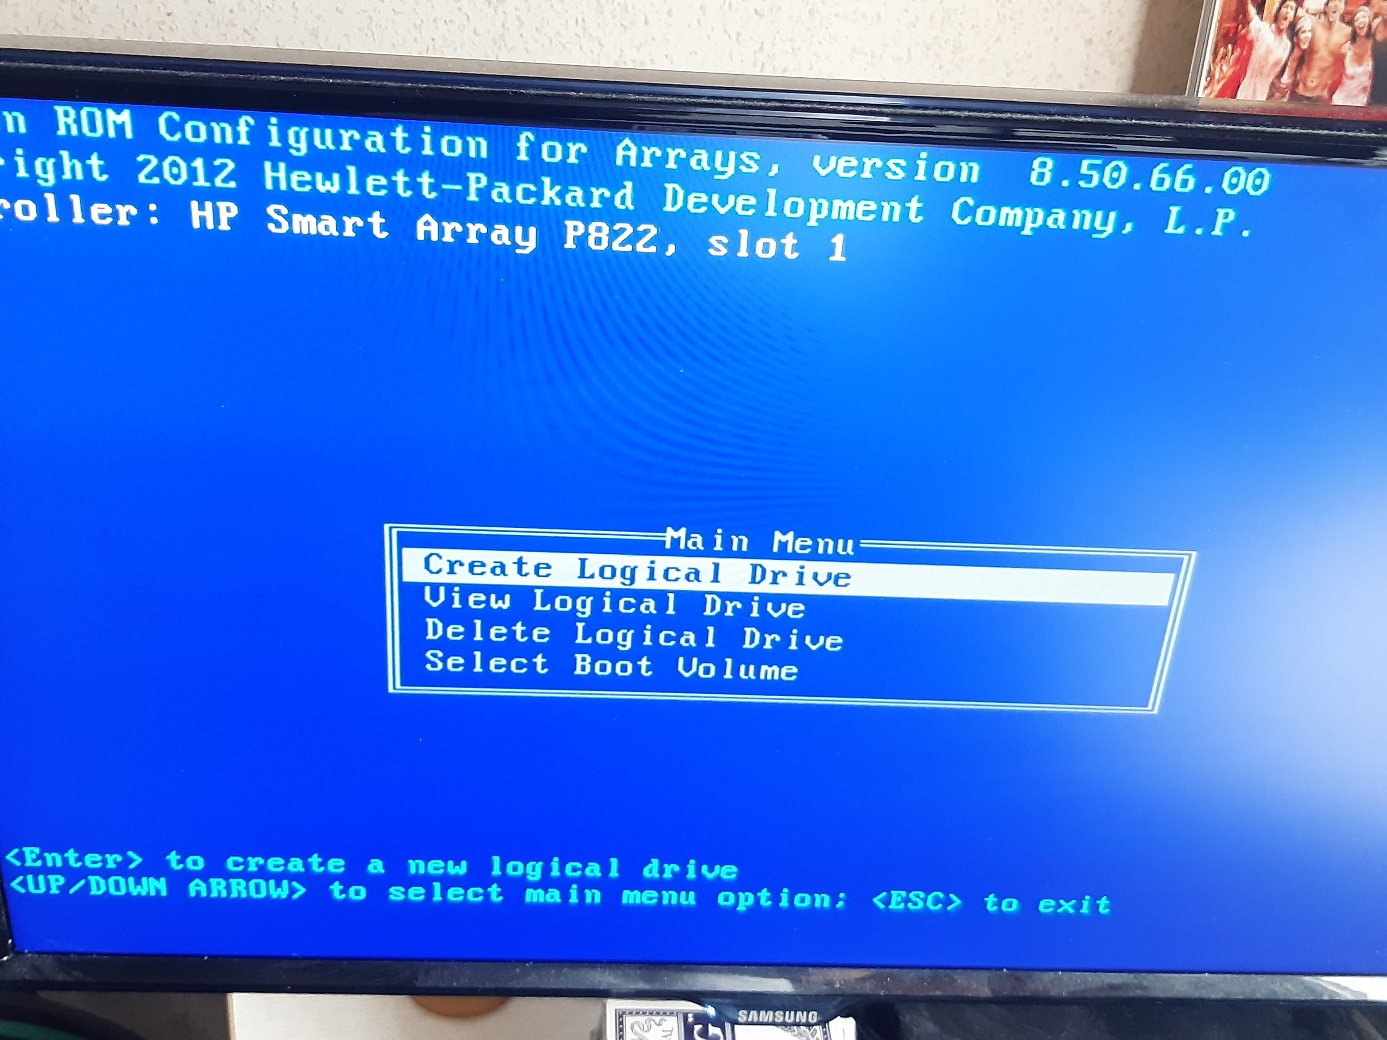 n ROM Configuration for Arrays, version 8.50.66.00
right 2012 Hewlett-Packard Development Company, L.P.
roller: HP Smart Array P822, slot 1
Main Menu
Create Logical Drive
View Logical Drive
Delete Logical Drive
Select Boot Volume
<Enter> to create a new logical drive
<UP/DOWN ARROW> to select main menu option; <ESC> to exit
SAMSUNG